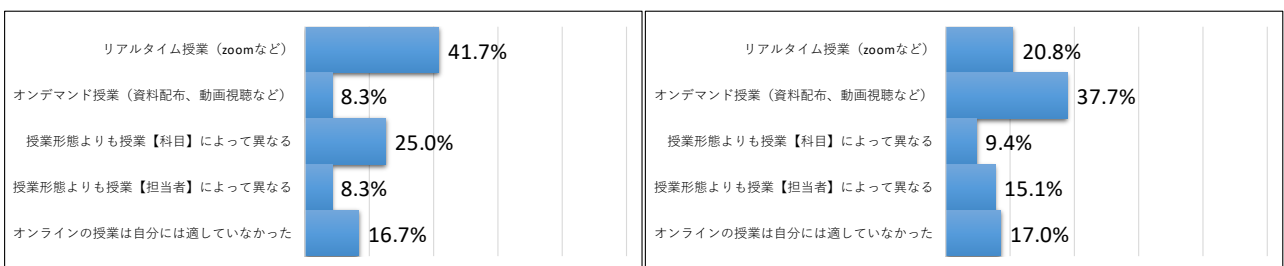 リアルタイム授業（zoomなど）
41.7%
オンデマンド授業（資料配布、動画視聴など）
8.3%
授業形態よりも授業【科目】によって異なる
25.0%
授業形態よりも授業【担当者】によって異なる
8.3%
オンラインの授業は自分には適していなかった
16.7%
リアルタイム授業（zoomなど）
20.8%
オンデマンド授業（資料配布、動画視聴など）
37.7%
授業形態よりも授業【科目】によって異なる
9.4%
授業形態よりも授業【担当者】によって異なる
15.1%
オンラインの授業は自分には適していなかった
17.0%